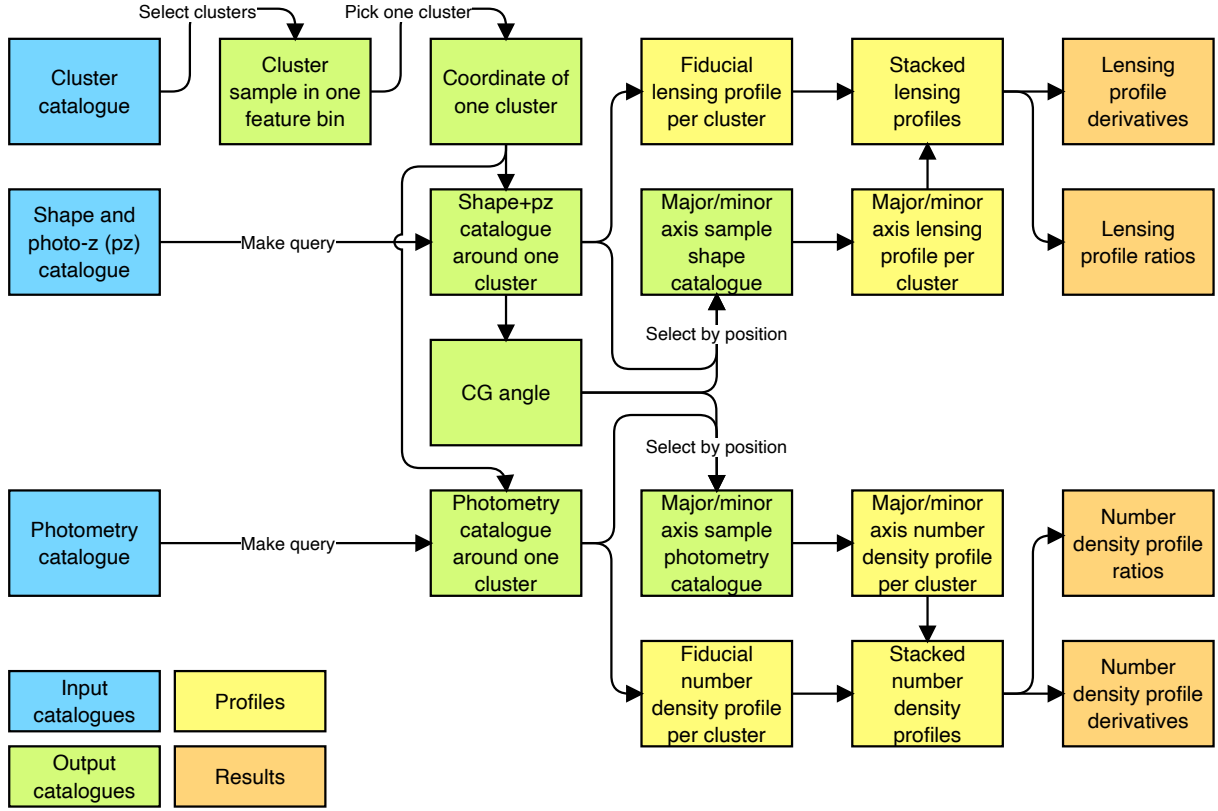 Select clusters
Pick one cluster
Cluster
catalogue
Cluster
sample in one
feature bin
Coordinate of
one cluster
Fiducial
lensing profile
per cluster
Stacked
lensing
profiles
Lensing
profile
derivatives
Shape and
photo-z (pz)
catalogue
Make query
Shape+pz
catalogue
around one
cluster
Major/minor
axis sample
shape
catalogue
Major/minor
axis lensing
profile per
cluster
Lensing
profile ratios
Select by position
CG angle
Select by position
Photometry
catalogue
Make query
Photometry
catalogue
around one
cluster
Major/minor
axis sample
photometry
catalogue
Major/minor
axis number
density profile
per cluster
Number
density profile
ratios
Fiducial
number
density profile
per cluster
Stacked
number
density
profiles
Number
density profile
derivatives
Input
catalogues
Profiles
Output
catalogues
Results